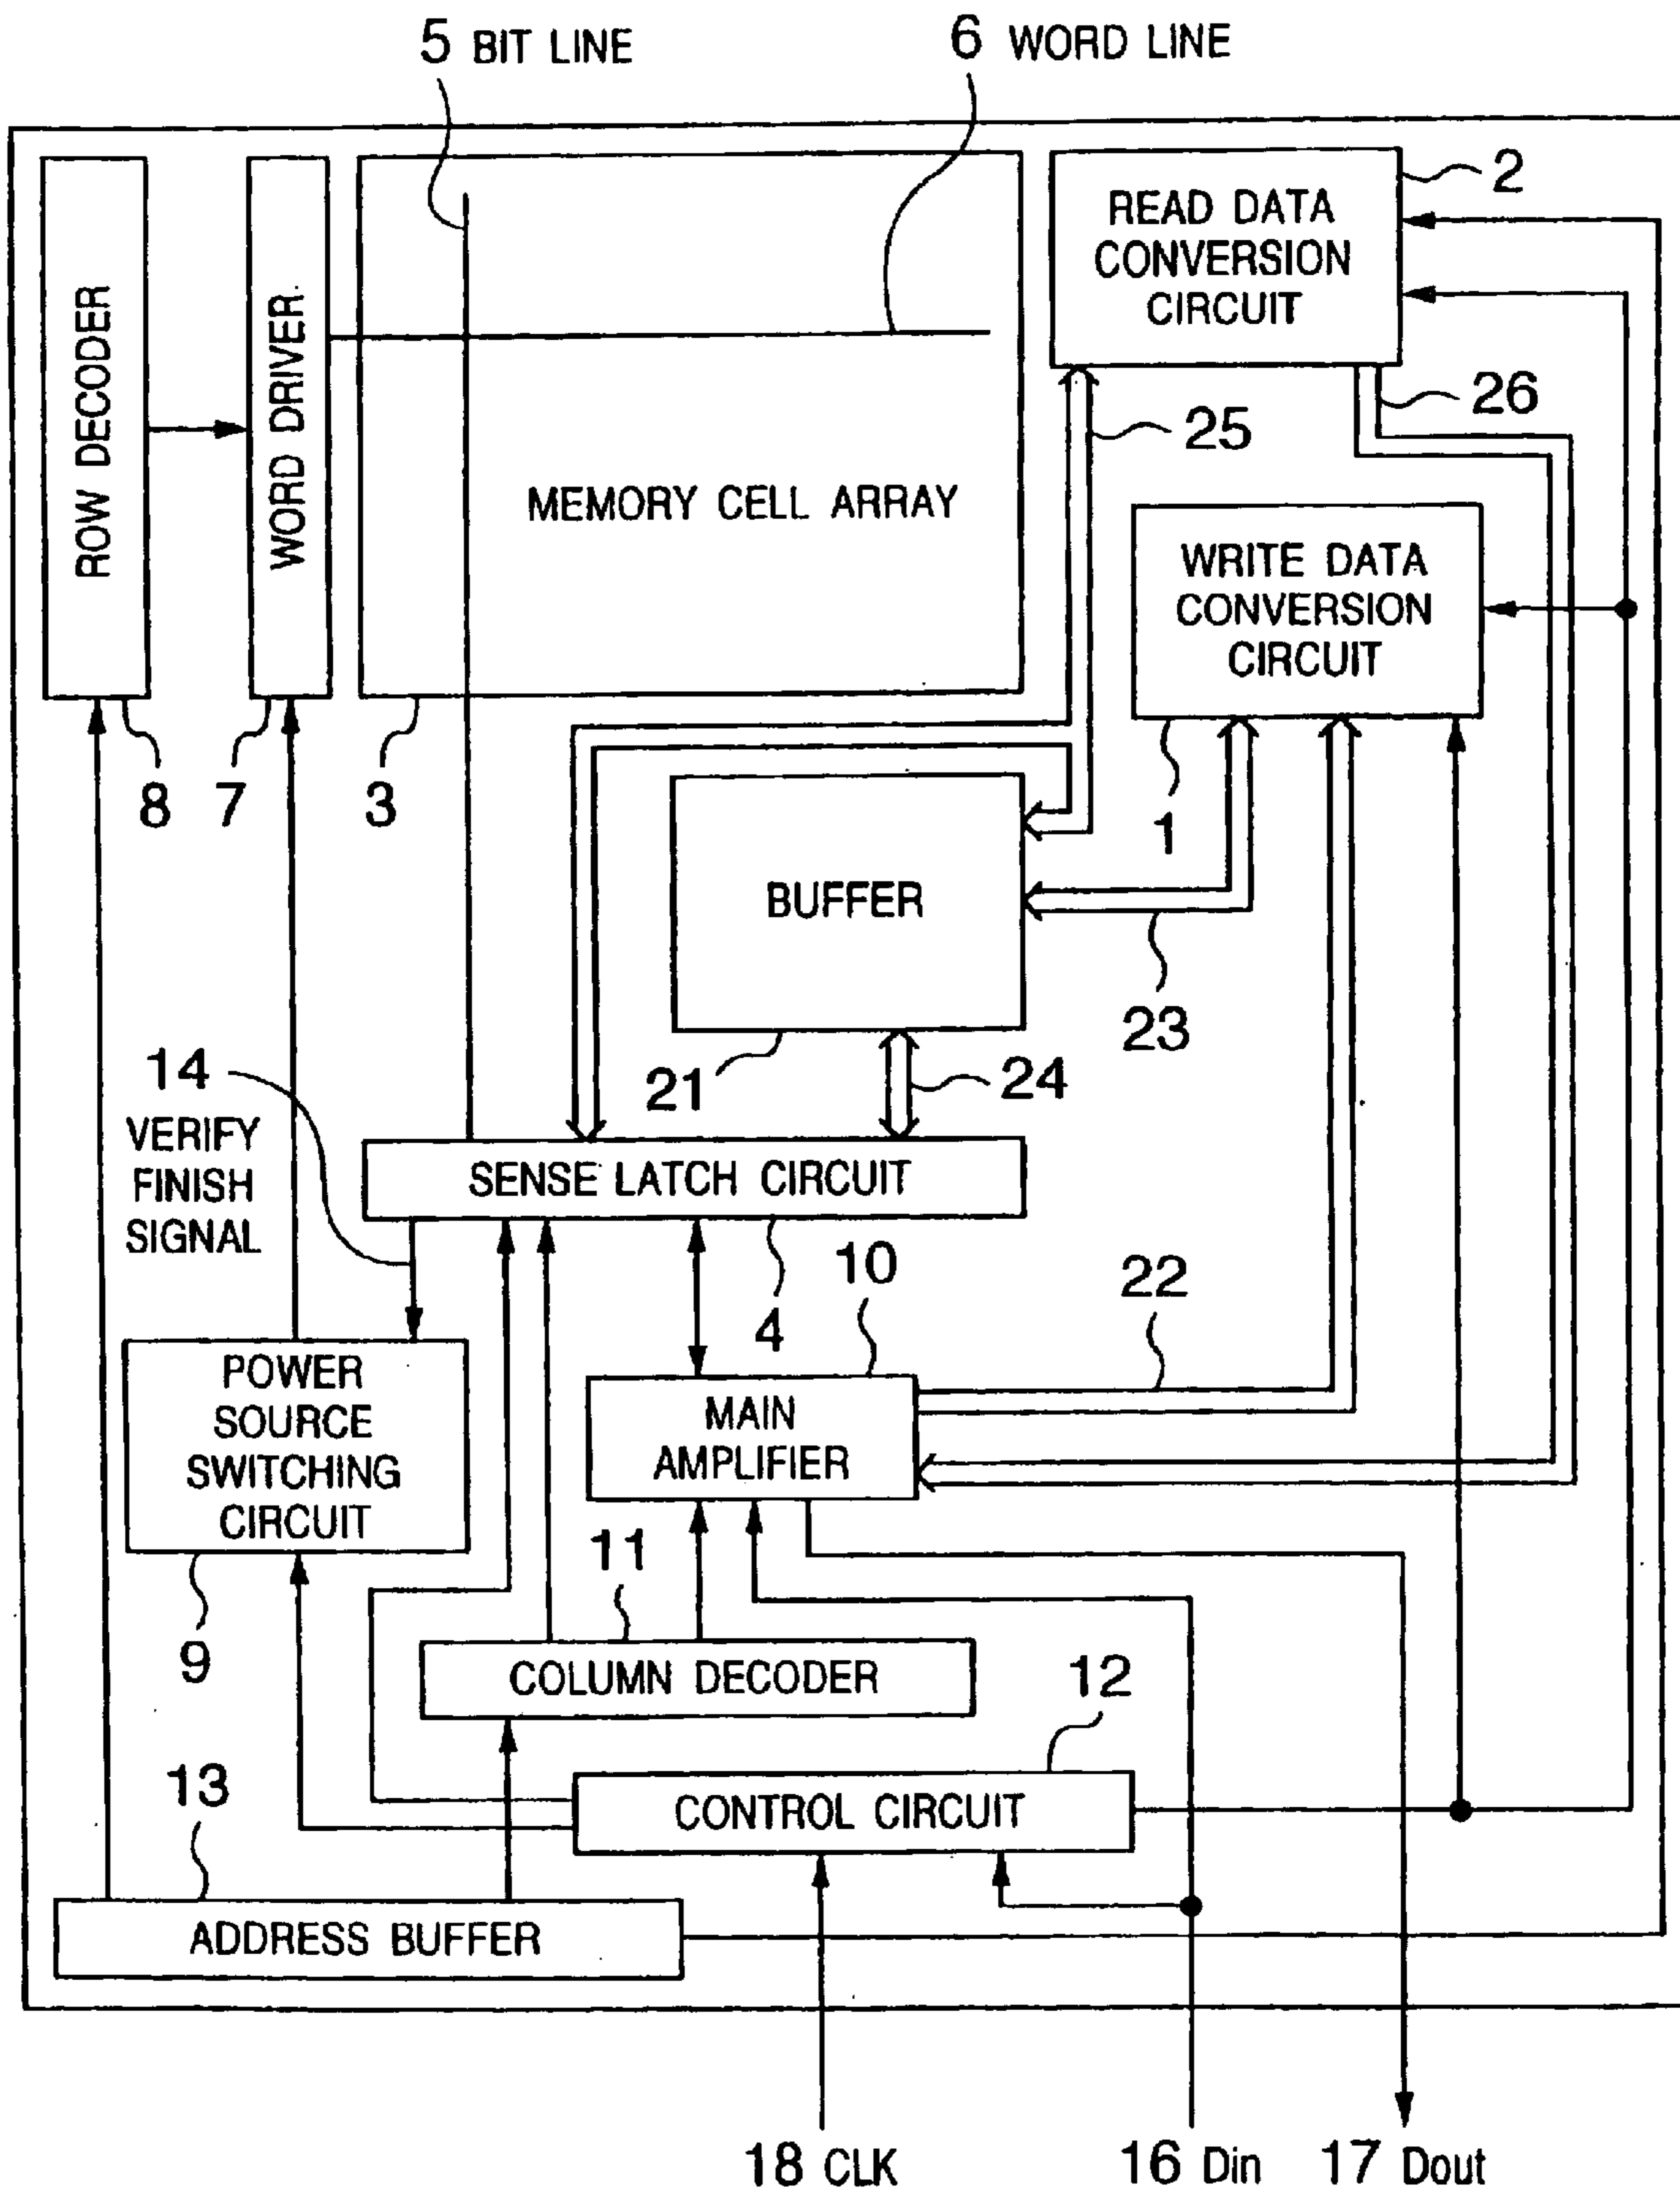 5 BIT LINE
6 WORD LINE
ROW DECODER
WORD DRIVER
READ DATA
CONVERSION
CIRCUIT
2
26
25
MEMORY CELL ARRAY
WRITE DATA
CONVERSION
CIRCUIT
8
7
3
1
BUFFER
23
21
24
14
VERIFY
FINISH
SIGNAL
SENSE LATCH CIRCUIT
4
10
22
POWER
SOURCE
SWITCHING
CIRCUIT
MAIN
AMPLIFIER
9
11
COLUMN DECODER
12
13
CONTROL CIRCUIT
ADDRESS BUFFER
18 CLK
16 Din
17 Dout